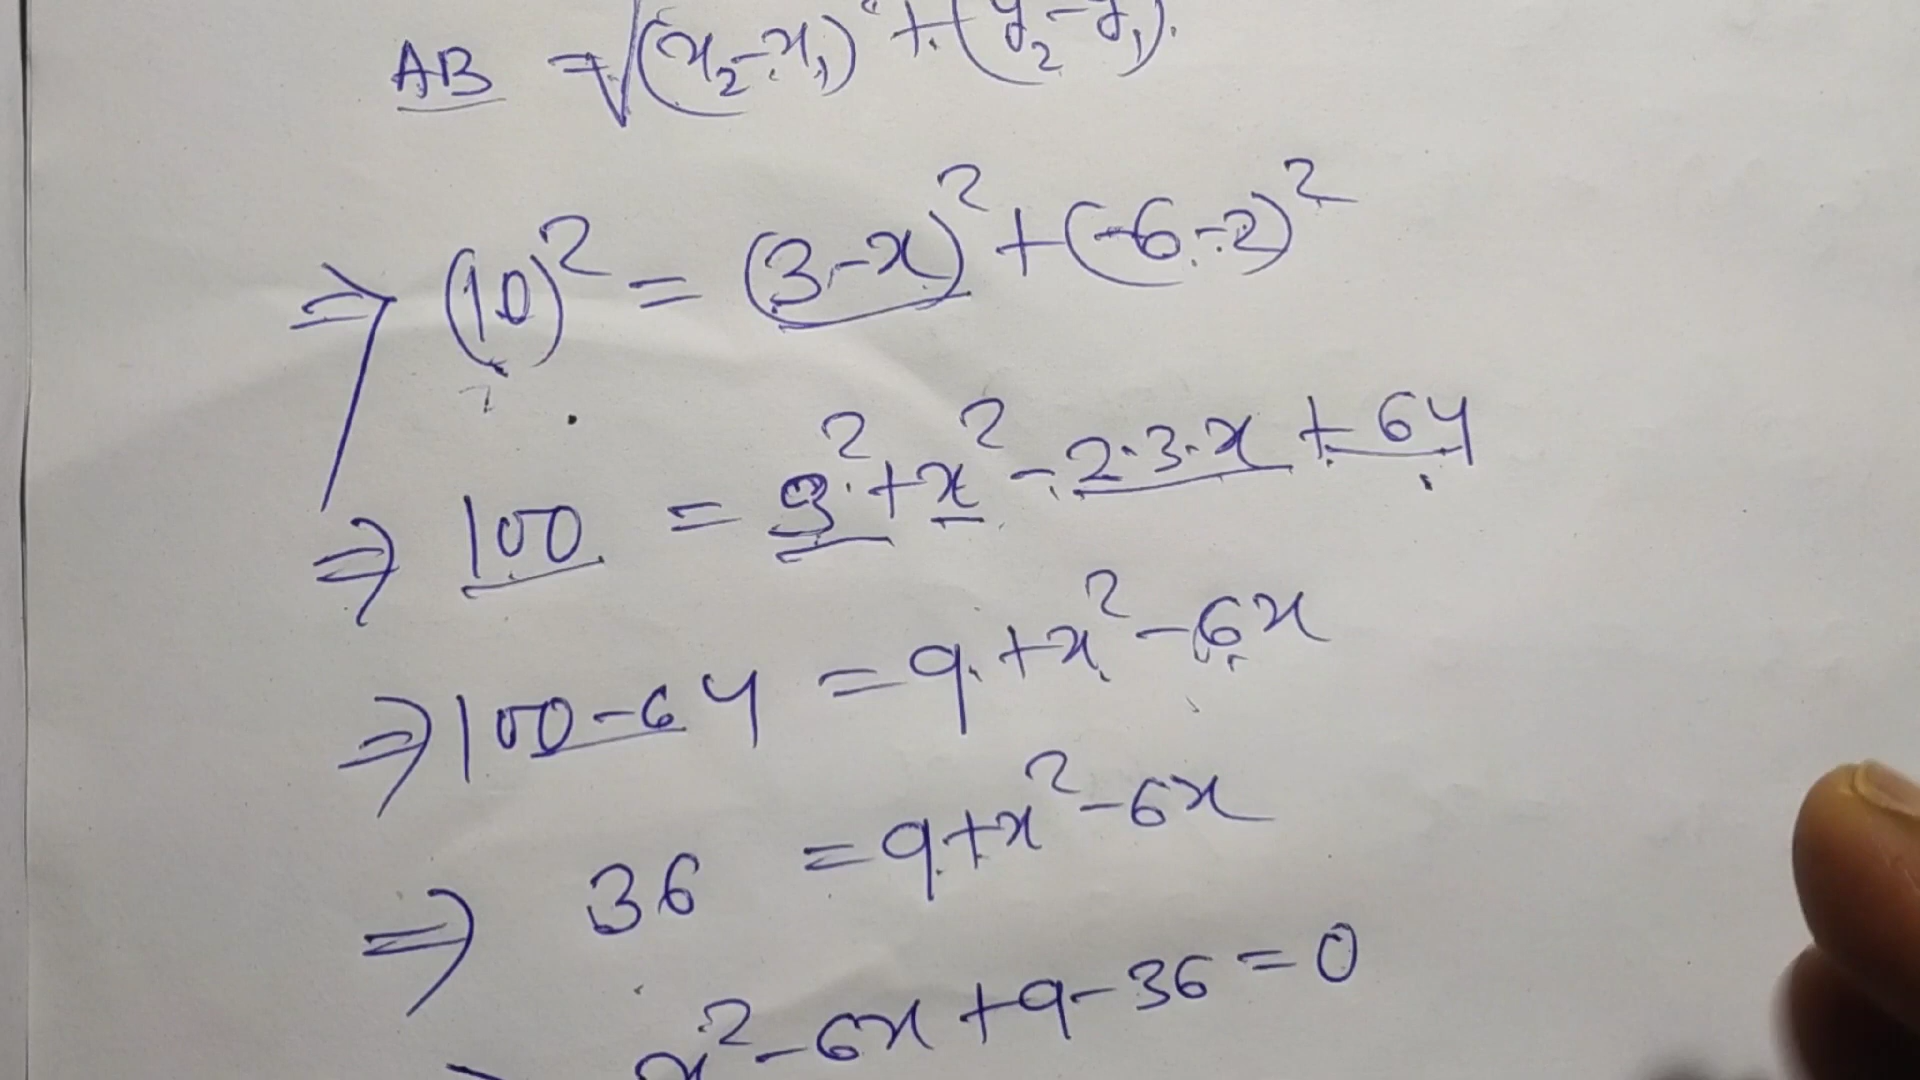 AB = √(x₂-x₁)² + (y₂-y₁)
⇒ (10)² = (3-x)² + (-6-2)²
⇒ 100 = 3² + x² - 2·3·x + 64
⇒ 100-64 = 9+x²-6x
⇒ 36 = 9+x²-6x
x²-6x+9-36=0